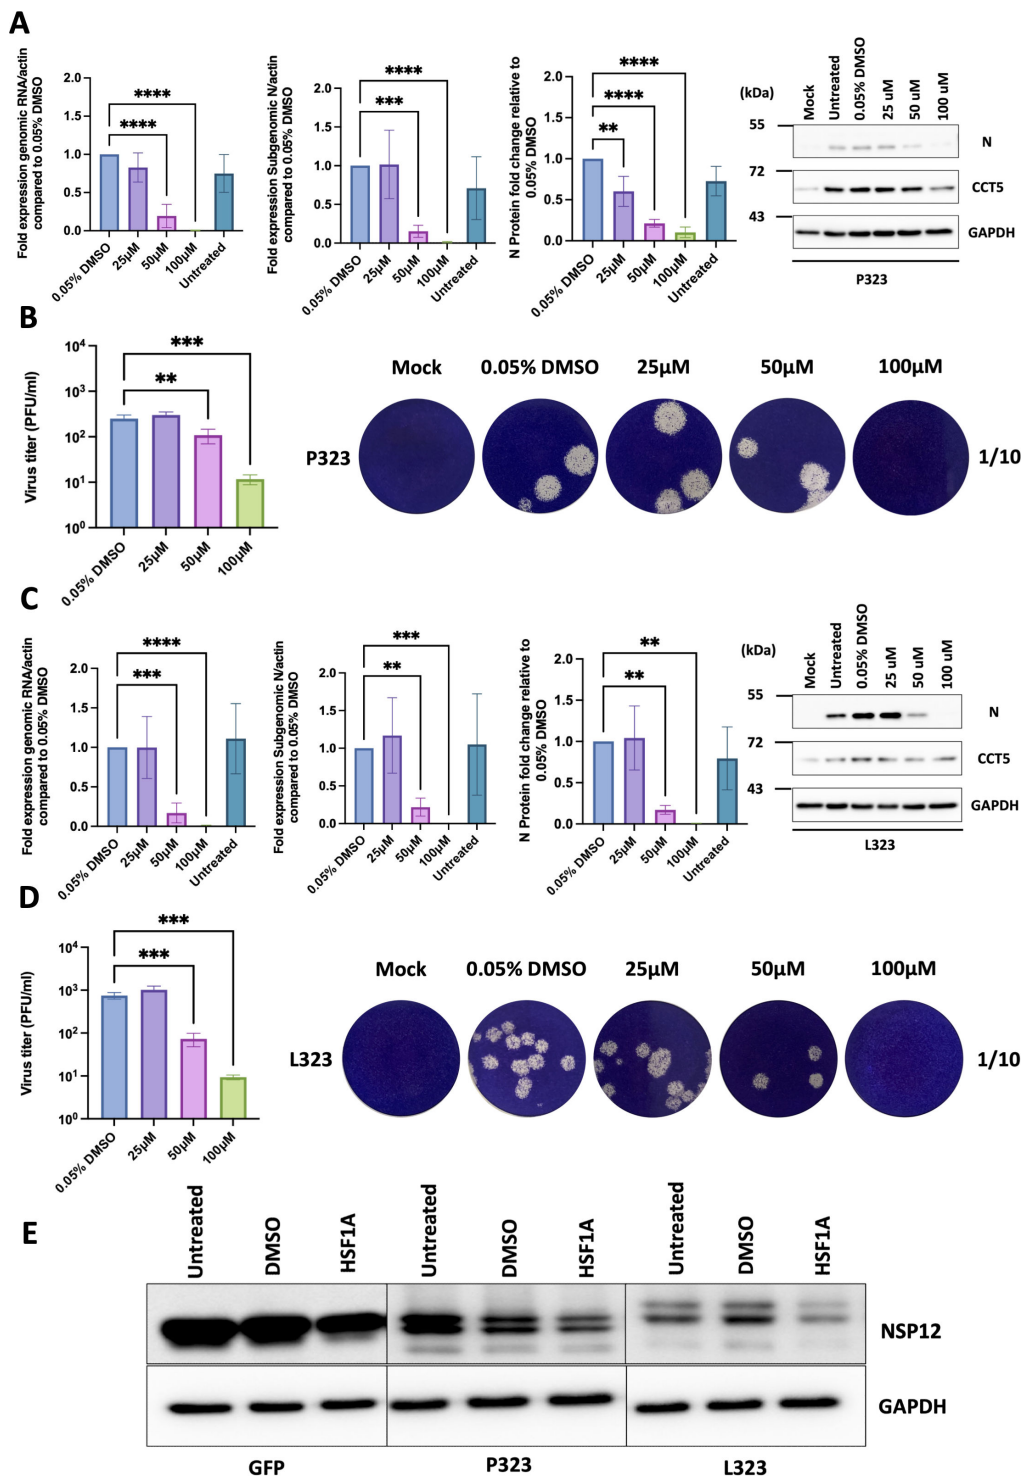 A
Fold expression genomic RNA/actin
compared to 0.05% DMSO
2.0
1.5
1.0
0.5
0.0
****
****
0.05% DMSO
25µM
50µM
100µM
Untreated
Fold expression Subgenomic N/actin
compared to 0.05% DMSO
2.0
1.5
1.0
0.5
0.0
****
***
0.05% DMSO
25µM
50µM
100µM
Untreated
N Protein fold change relative to
0.05% DMSO
2.0
1.5
1.0
0.5
0.0
****
****
**
0.05% DMSO
25µM
50µM
100µM
Untreated
(kDa)
Mock
Untreated
0.05% DMSO
25 uM
50 uM
100 uM
55
72
43
N
CCT5
GAPDH
P323
B
Virus titer (PFU/ml)
10⁴
10³
10²
10¹
10⁰
***
**
0.05% DMSO
25µM
50µM
100µM
Mock
0.05% DMSO
25µM
50µM
100µM
P323
1/10
C
Fold expression genomic RNA/actin
compared to 0.05% DMSO
2.0
1.5
1.0
0.5
0.0
****
***
0.05% DMSO
25µM
50µM
100µM
Untreated
Fold expression Subgenomic N/actin
compared to 0.05% DMSO
2.0
1.5
1.0
0.5
0.0
***
**
0.05% DMSO
25µM
50µM
100µM
Untreated
N Protein fold change relative to
0.05% DMSO
2.0
1.5
1.0
0.5
0.0
**
**
0.05% DMSO
25µM
50µM
100µM
Untreated
(kDa)
Mock
Untreated
0.05% DMSO
25 uM
50 uM
100 uM
55
72
43
N
CCT5
GAPDH
L323
D
Virus titer (PFU/ml)
10⁴
10³
10²
10¹
10⁰
***
***
0.05% DMSO
25µM
50µM
100µM
Mock
0.05% DMSO
25µM
50µM
100µM
L323
1/10
E
Untreated
DMSO
HSF1A
Untreated
DMSO
HSF1A
Untreated
DMSO
HSF1A
NSP12
GAPDH
GFP
P323
L323